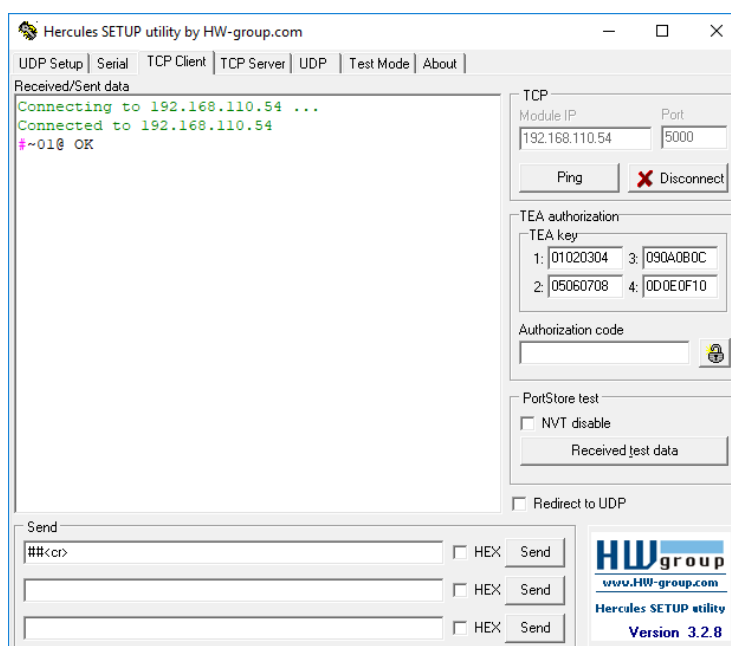 Hercules SETUP utility by HW-group.com
UDP Setup Serial TCP Client TCP Server UDP Test Mode About
Received/Sent data
Connecting to 192.168.110.54 ...
Connected to 192.168.110.54
#~01@ OK
TCP
Module IP Port
192.168.110.54 5000
Ping Disconnect
TEA authorization
TEA key
1: 01020304 3: 090A0B0C
2: 05060708 4: 0D0E0F10
Authorization code
PortStore test
NVT disable
Received test data
Redirect to UDP
Send
##<cr> HEX Send
HEX Send
HEX Send
HW group
www.HW-group.com
Hercules SETUP utility
Version 3.2.8